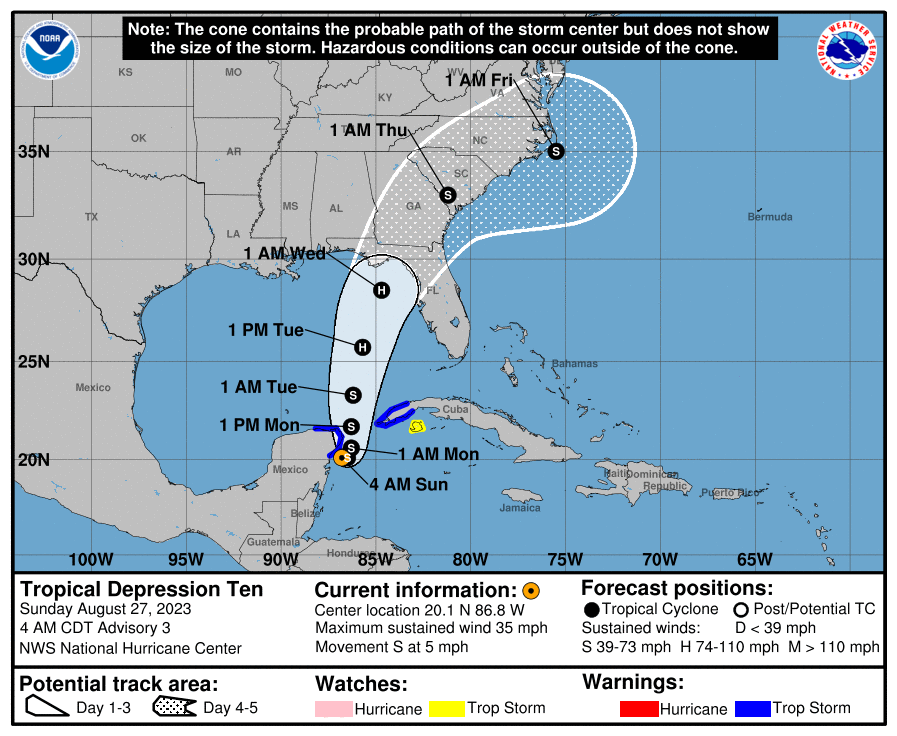 Note: The cone contains the probable path of the storm center but does not show
the size of the storm. Hazardous conditions can occur outside of the cone.
NOAA
NATIONAL WEATHER SERVICE
KS
MO
WV
DE
1 AM Fri
VA
KY
1 AM Thu
OK
NC
35N
AR
SC
MS
AL
GA
TX
Bermuda
LA
30N
1 AM Wed
FL
1 PM Tue
25N
Bahamas
Mexico
1 AM Tue
Cuba
1 PM Mon
1 AM Mon
20N
Mexico
Haiti
Dominican
Republic
Puerto Rico
4 AM Sun
Jamaica
Belize
Guatemala
Honduras
100W 95W 90W 85W 80W 75W 70W 65W
S
S
H
H
S
S
S
S
Tropical Depression Ten
Sunday August 27, 2023
4 AM CDT Advisory 3
NWS National Hurricane Center
Current information:
Center location 20.1 N 86.8 W
Maximum sustained wind 35 mph
Movement S at 5 mph
Forecast positions:
Tropical Cyclone Post/Potential TC
Sustained winds: D < 39 mph
S 39-73 mph H 74-110 mph M > 110 mph
Potential track area:
Day 1-3 Day 4-5
Watches:
Hurricane Trop Storm
Warnings:
Hurricane Trop Storm